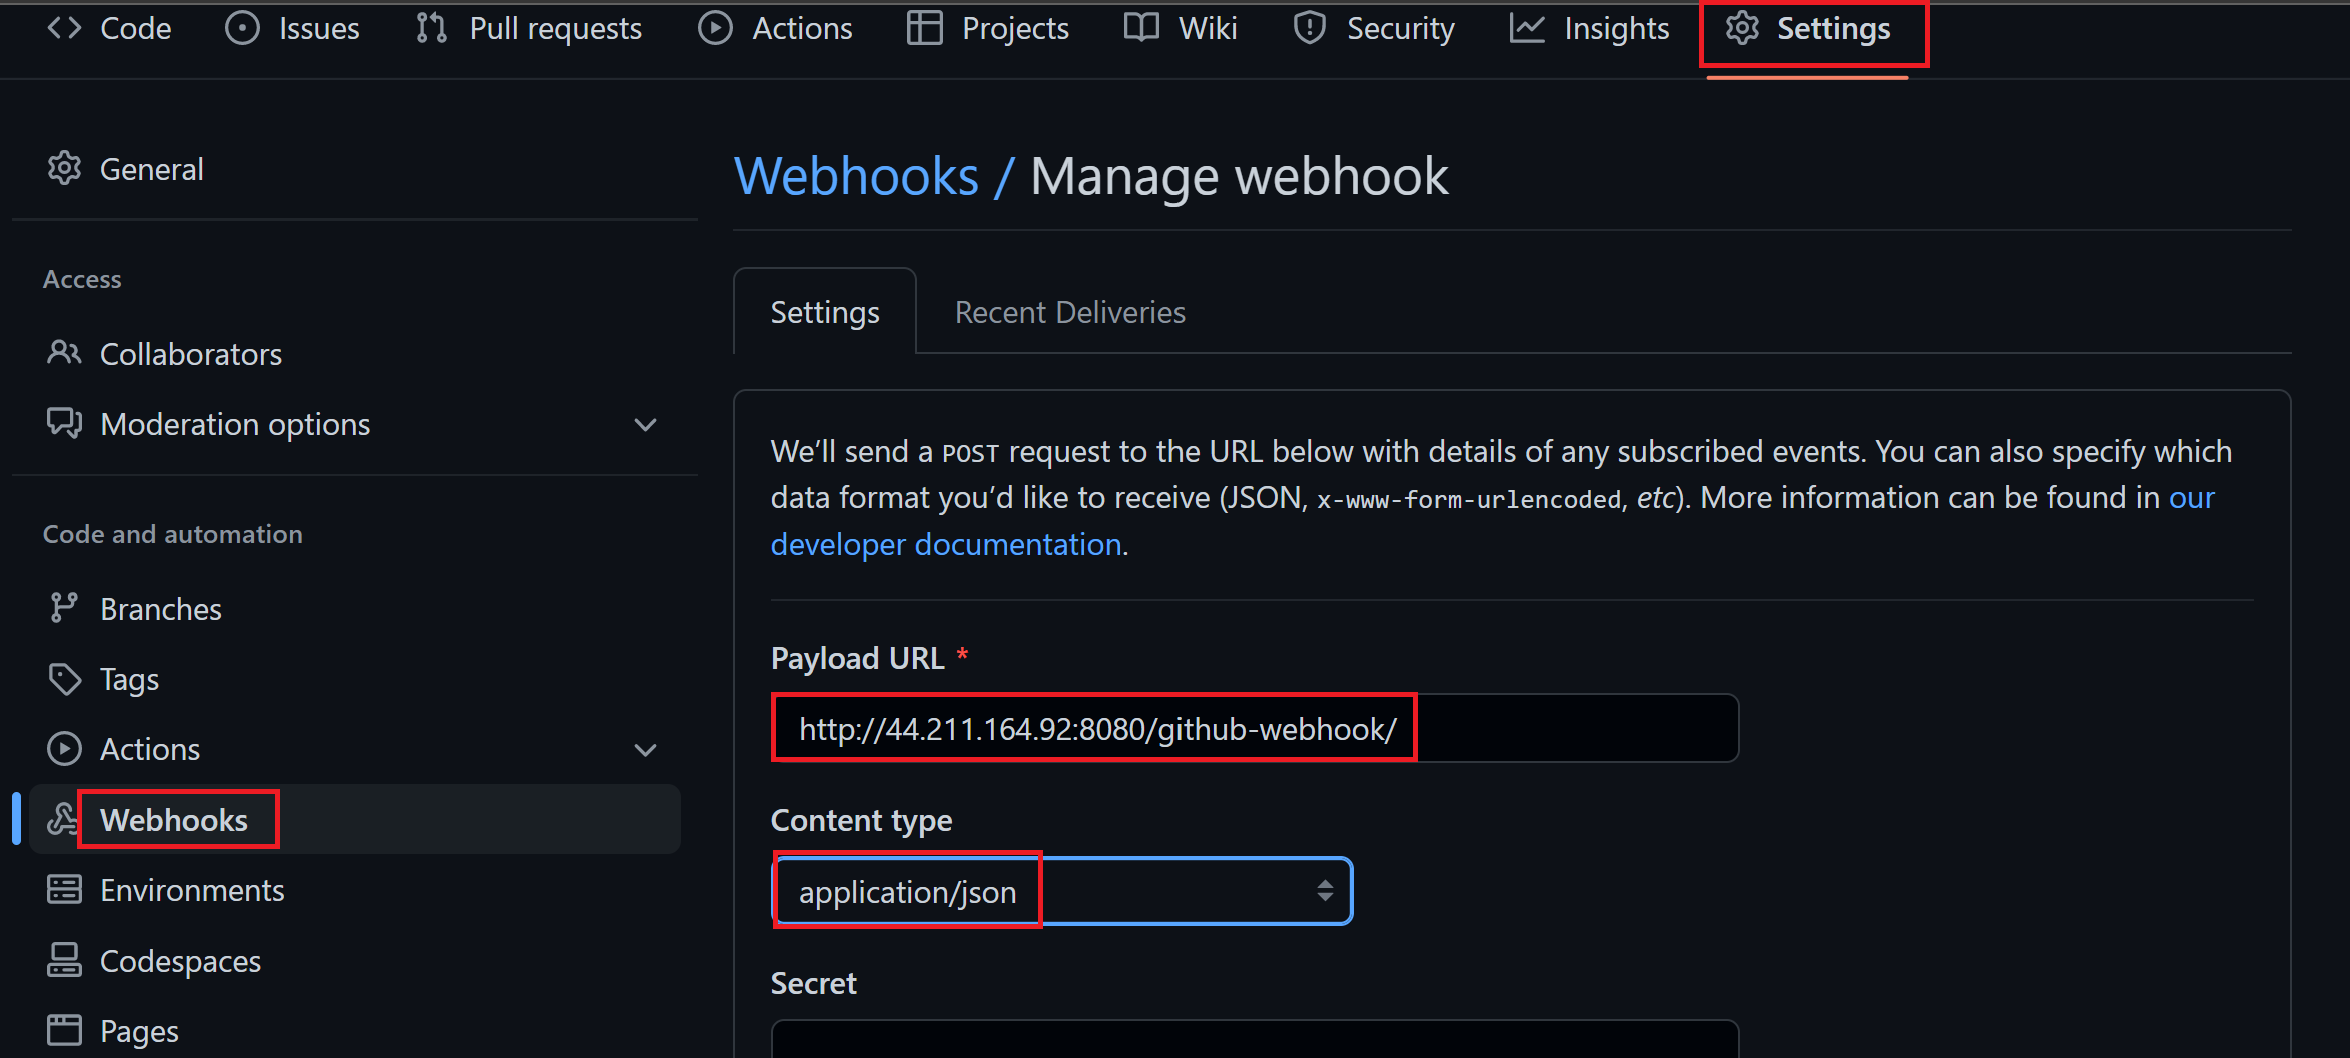 Code Issues Pull requests Actions Projects Wiki Security Insights Settings
General
Access
Collaborators
Moderation options
Code and automation
Branches
Tags
Actions
Webhooks
Environments
Codespaces
Pages
Webhooks / Manage webhook
Settings Recent Deliveries
We’ll send a POST request to the URL below with details of any subscribed events. You can also specify which
data format you’d like to receive (JSON, x-www-form-urlencoded, etc). More information can be found in our
developer documentation.
Payload URL *
http://44.211.164.92:8080/github-webhook/
Content type
application/json
Secret